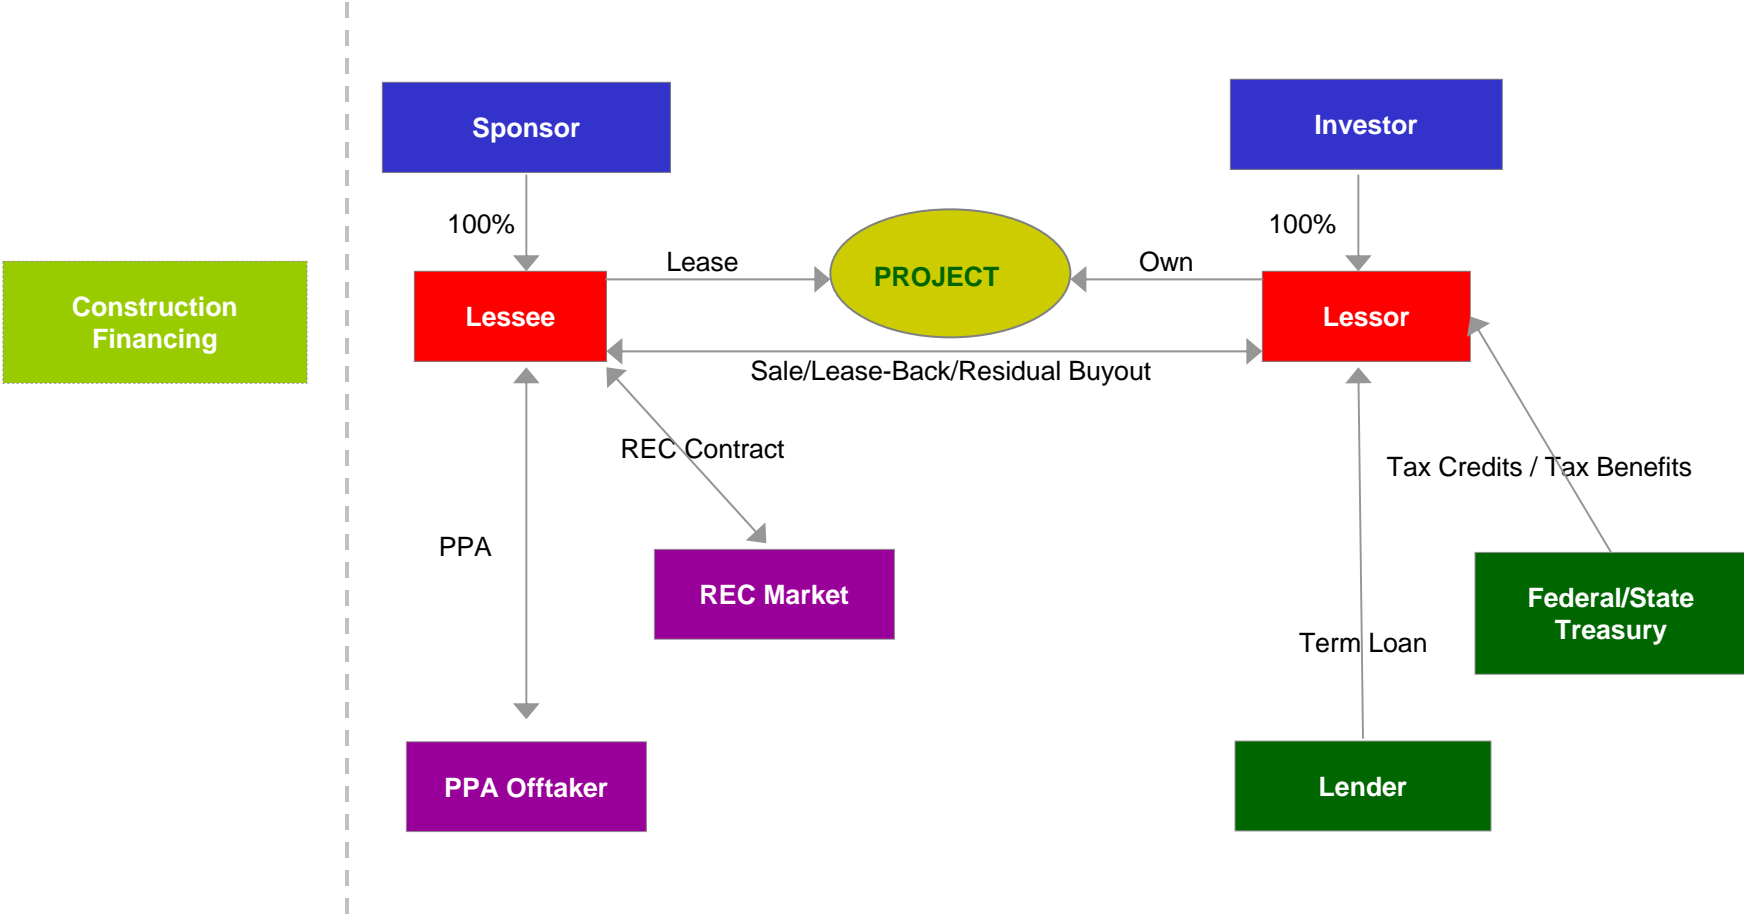 Sponsor
Investor
100%
100%
Lease
Own
PROJECT
Construction
Financing
Lessee
Lessor
Sale/Lease-Back/Residual Buyout
REC Contract
Tax Credits / Tax Benefits
PPA
REC Market
Federal/State
Treasury
Term Loan
PPA Offtaker
Lender